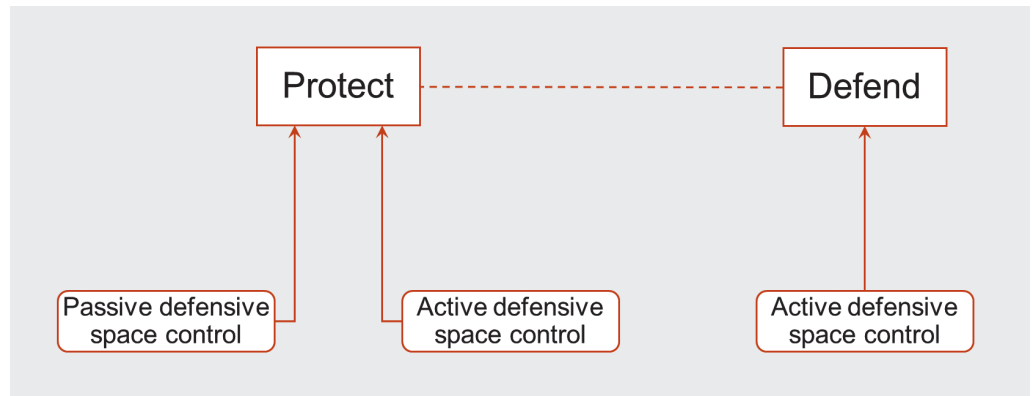 Protect
Defend
Passive defensive
space control
Active defensive
space control
Active defensive
space control